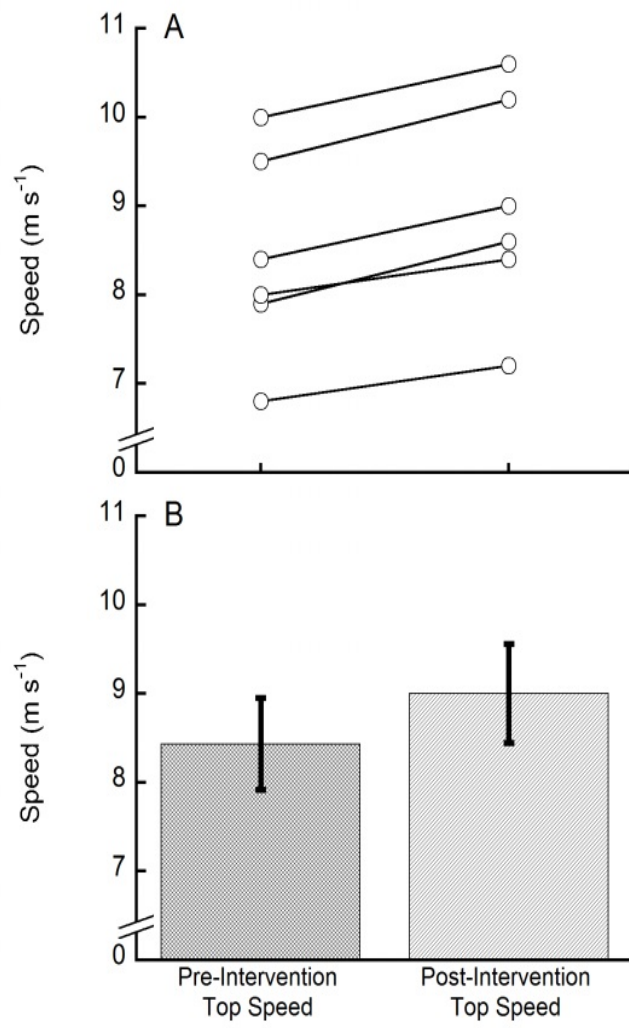 A
11
10
9
8
7
0
Speed (m s⁻¹)
B
11
10
9
8
7
0
Speed (m s⁻¹)
Pre-Intervention
Top Speed
Post-Intervention
Top Speed